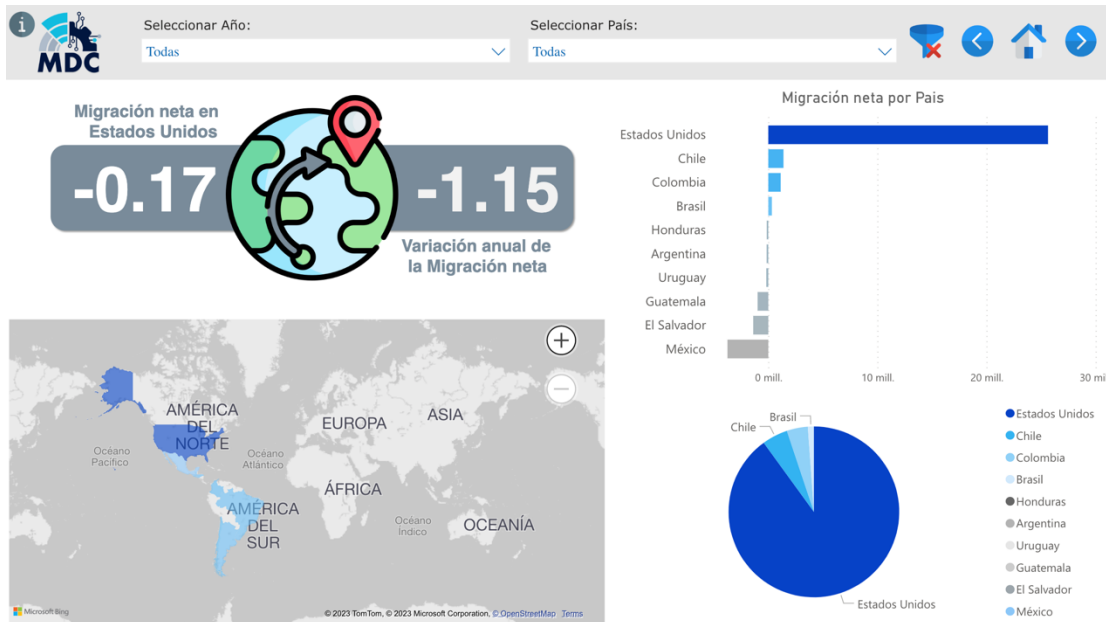 i
MDC
Seleccionar Año:
Todas
Seleccionar País:
Todas
Migración neta en
Estados Unidos
-0.17
-1.15
Variación anual de
la Migración neta
AMÉRICA
DEL
NORTE
EUROPA
ASIA
Océano
Pacífico
Océano
Atlántico
ÁFRICA
AMÉRICA
DEL
SUR
Océano
Índico
OCEANÍA
Microsoft Bing
© 2023 TomTom, © 2023 Microsoft Corporation, © OpenStreetMap Terms
Migración neta por Pais
Estados Unidos
Chile
Colombia
Brasil
Honduras
Argentina
Uruguay
Guatemala
El Salvador
México
0 mill. 10 mill. 20 mill. 30 mil
Brasil
Chile
Estados Unidos
Estados Unidos
Chile
Colombia
Brasil
Honduras
Argentina
Uruguay
Guatemala
El Salvador
México